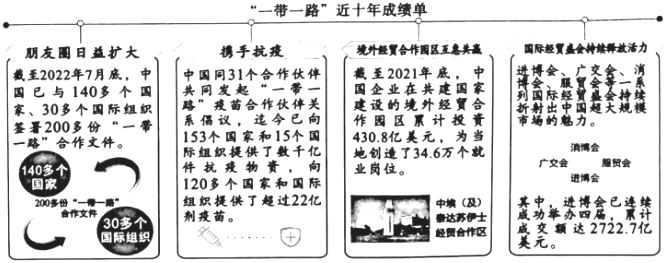 “一带一路”近十年成绩单
朋友圈日益扩大
截至2022年7月底，中
国已与140多个国
家、30多个国际组织
签署200多份“一带
一路”合作文件。
140多个
国家
200多份“一带一路”
合作文件
30多个
国际组织
携手抗疫
中国同31个合作伙伴
共同发起“一带一
路”疫苗合作伙伴关
系倡议，迄今已向
153个国家和15个国
际组织提供了数千亿
件抗疫物资，向
120多个国家和国际
组织提供了超过22亿
剂疫苗。
境外经贸合作园区互惠共赢
截至2021年底，中
国企业在共建国家
建设的境外经贸合
作园区累计投资
430.8亿美元，为当
地创造了34.6万个就
业岗位。
中埃（及）
泰达苏伊士
经贸合作区
国际经贸盛会持续释放活力
进博会、广交会、消
博会、服贸会等一系
列国际经贸盛会持续
折射出中国超大规模
市场的魅力。
消博会
广交会 服贸会
进博会
其中，进博会已连续
成功举办四届，累计
成交额达2722.7亿
美元。